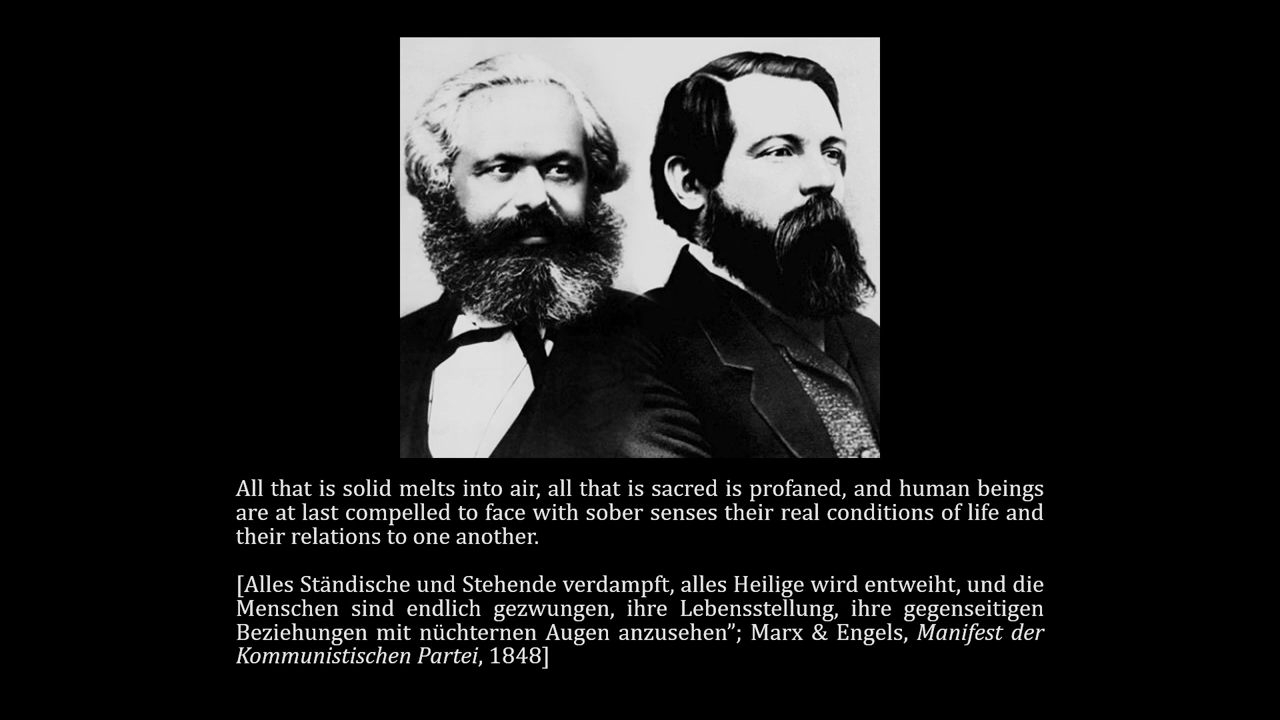 All that is solid melts into air, all that is sacred is profaned, and human beings
are at last compelled to face with sober senses their real conditions of life and
their relations to one another.
[Alles Ständische und Stehende verdampft, alles Heilige wird entweiht, und die
Menschen sind endlich gezwungen, ihre Lebensstellung, ihre gegenseitigen
Beziehungen mit nüchternen Augen anzusehen”; Marx & Engels, Manifest der
Kommunistischen Partei, 1848]